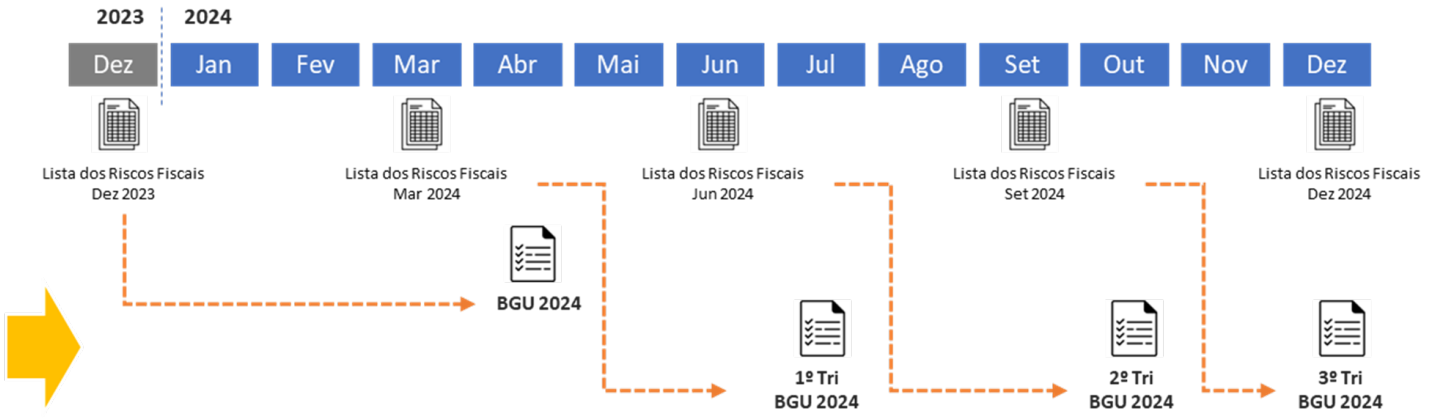 2023
2024
Dez
Jan
Fev
Mar
Abr
Mai
Jun
Jul
Ago
Set
Out
Nov
Dez
Lista dos Riscos Fiscais
Dez 2023
Lista dos Riscos Fiscais
Mar 2024
Lista dos Riscos Fiscais
Jun 2024
Lista dos Riscos Fiscais
Set 2024
Lista dos Riscos Fiscais
Dez 2024
BGU 2024
1º Tri
BGU 2024
2º Tri
BGU 2024
3º Tri
BGU 2024